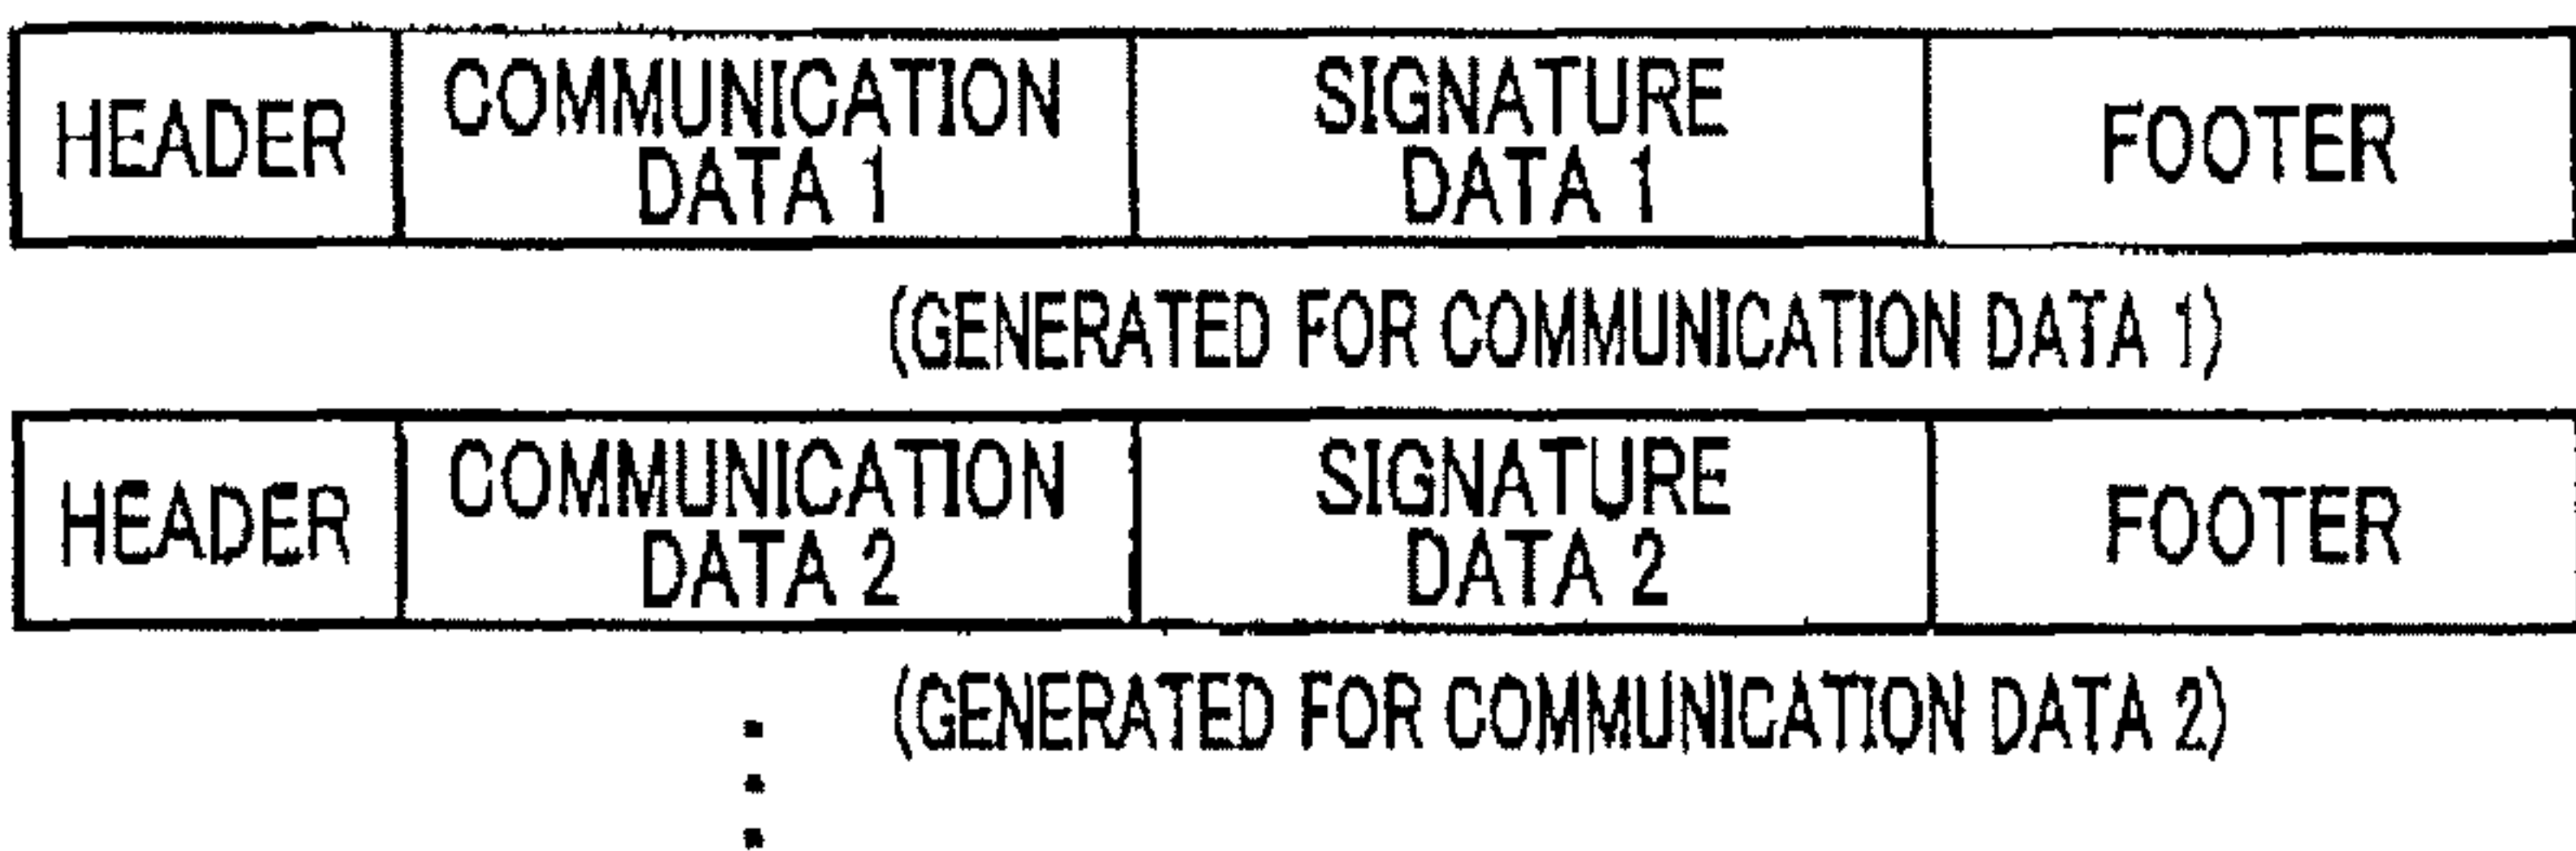 HEADER
COMMUNICATION
DATA 1
SIGNATURE
DATA 1
FOOTER
(GENERATED FOR COMMUNICATION DATA 1)
HEADER
COMMUNICATION
DATA 2
SIGNATURE
DATA 2
FOOTER
(GENERATED FOR COMMUNICATION DATA 2)